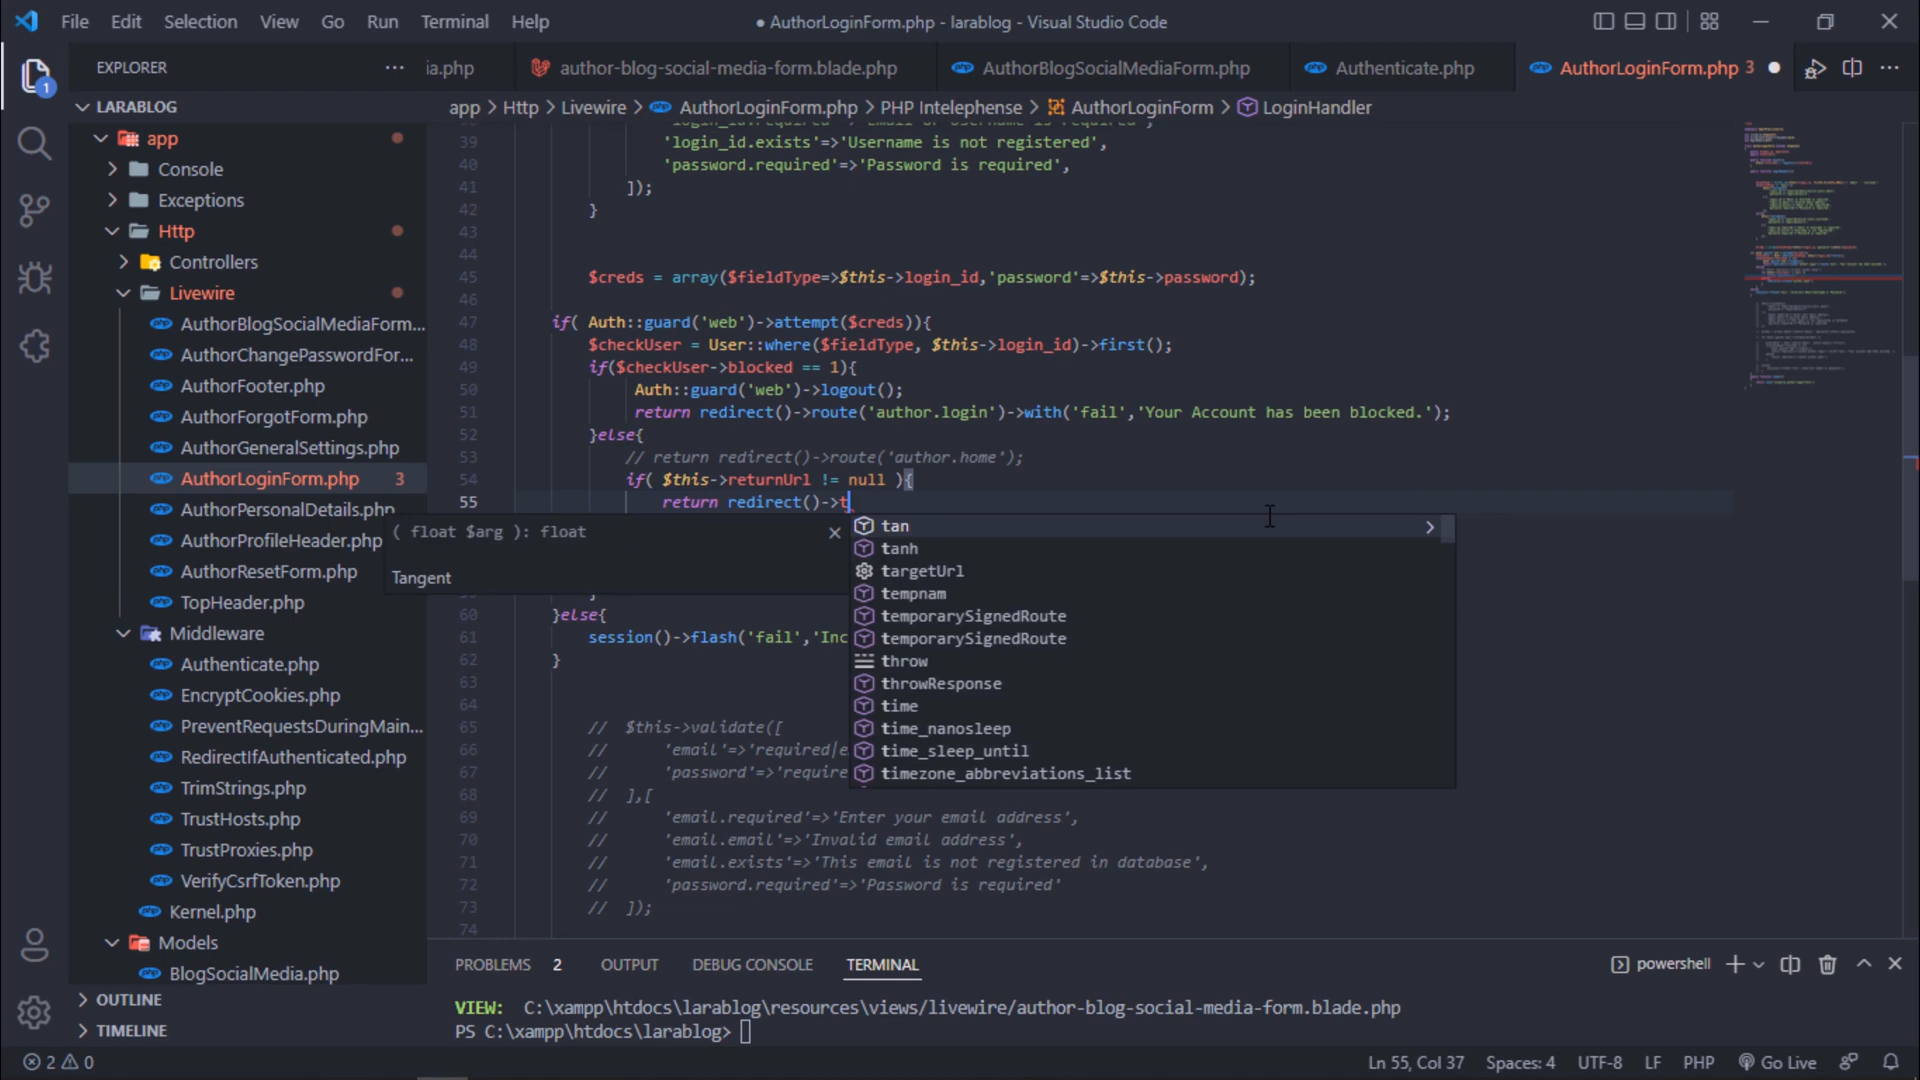 File Edit Selection View Go Run Terminal Help
● AuthorLoginForm.php - larablog - Visual Studio Code
EXPLORER
ia.php
author-blog-social-media-form.blade.php
AuthorBlogSocialMediaForm.php
Authenticate.php
AuthorLoginForm.php 3
LARABLOG
app > Http > Livewire > AuthorLoginForm.php > PHP Intelephense > AuthorLoginForm > LoginHandler
app
Console
Exceptions
Http
Controllers
Livewire
AuthorBlogSocialMediaForm...
AuthorChangePasswordFor...
AuthorFooter.php
AuthorForgotForm.php
AuthorGeneralSettings.php
AuthorLoginForm.php 3
AuthorPersonalDetails.php
AuthorProfileHeader.php
AuthorResetForm.php
TopHeader.php
Middleware
Authenticate.php
EncryptCookies.php
PreventRequestsDuringMain...
RedirectIfAuthenticated.php
TrimStrings.php
TrustHosts.php
TrustProxies.php
VerifyCsrfToken.php
Kernel.php
Models
BlogSocialMedia.php
OUTLINE
TIMELINE
39 'login_id.exists'=>'Username is not registered',
40 'password.required'=>'Password is required',
41 ]);
42 }
43
44
45 $creds = array($fieldType=>$this->login_id,'password'=>$this->password);
46
47 if( Auth::guard('web')->attempt($creds)){
48 $checkUser = User::where($fieldType, $this->login_id)->first();
49 if($checkUser->blocked == 1){
50 Auth::guard('web')->logout();
51 return redirect()->route('author.login')->with('fail','Your Account has been blocked.');
52 }else{
53 // return redirect()->route('author.home');
54 if( $this->returnUrl != null ){
55 return redirect()->t
( float $arg ): float
Tangent
tan
tanh
targetUrl
tempnam
temporarySignedRoute
temporarySignedRoute
throw
throwResponse
time
time_nanosleep
time_sleep_until
timezone_abbreviations_list
60 }else{
61 session()->flash('fail','Inc
62 }
63
64
65 // $this->validate([
66 // 'email'=>'required|e
67 // 'password'=>'require
68 // ],[
69 // 'email.required'=>'Enter your email address',
70 // 'email.email'=>'Invalid email address',
71 // 'email.exists'=>'This email is not registered in database',
72 // 'password.required'=>'Password is required'
73 // ]);
74
PROBLEMS 2 OUTPUT DEBUG CONSOLE TERMINAL
powershell
VIEW: C:\xampp\htdocs\larablog\resources\views/livewire/author-blog-social-media-form.blade.php
PS C:\xampp\htdocs\larablog>
2 0
Ln 55, Col 37 Spaces: 4 UTF-8 LF PHP Go Live